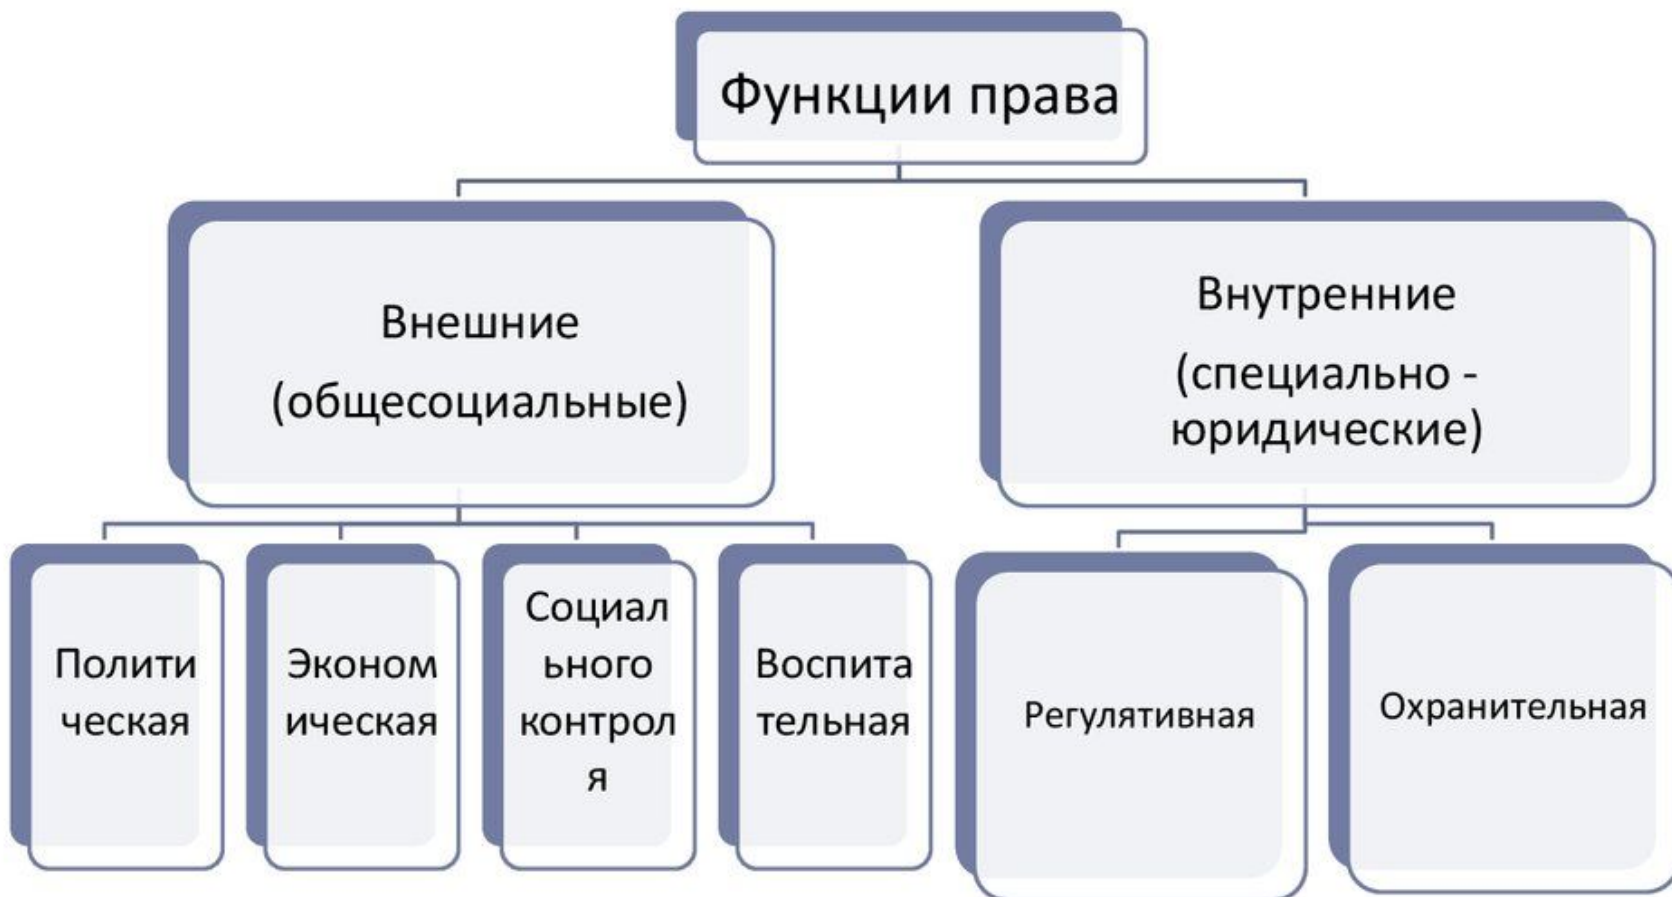 Функции права
Внешние
(общесоциальные)
Внутренние
(специально -
юридические)
Полити
ческая
Эконом
ическая
Социал
ьного
контрол
я
Воспита
тельная
Регулятивная
Охранительная